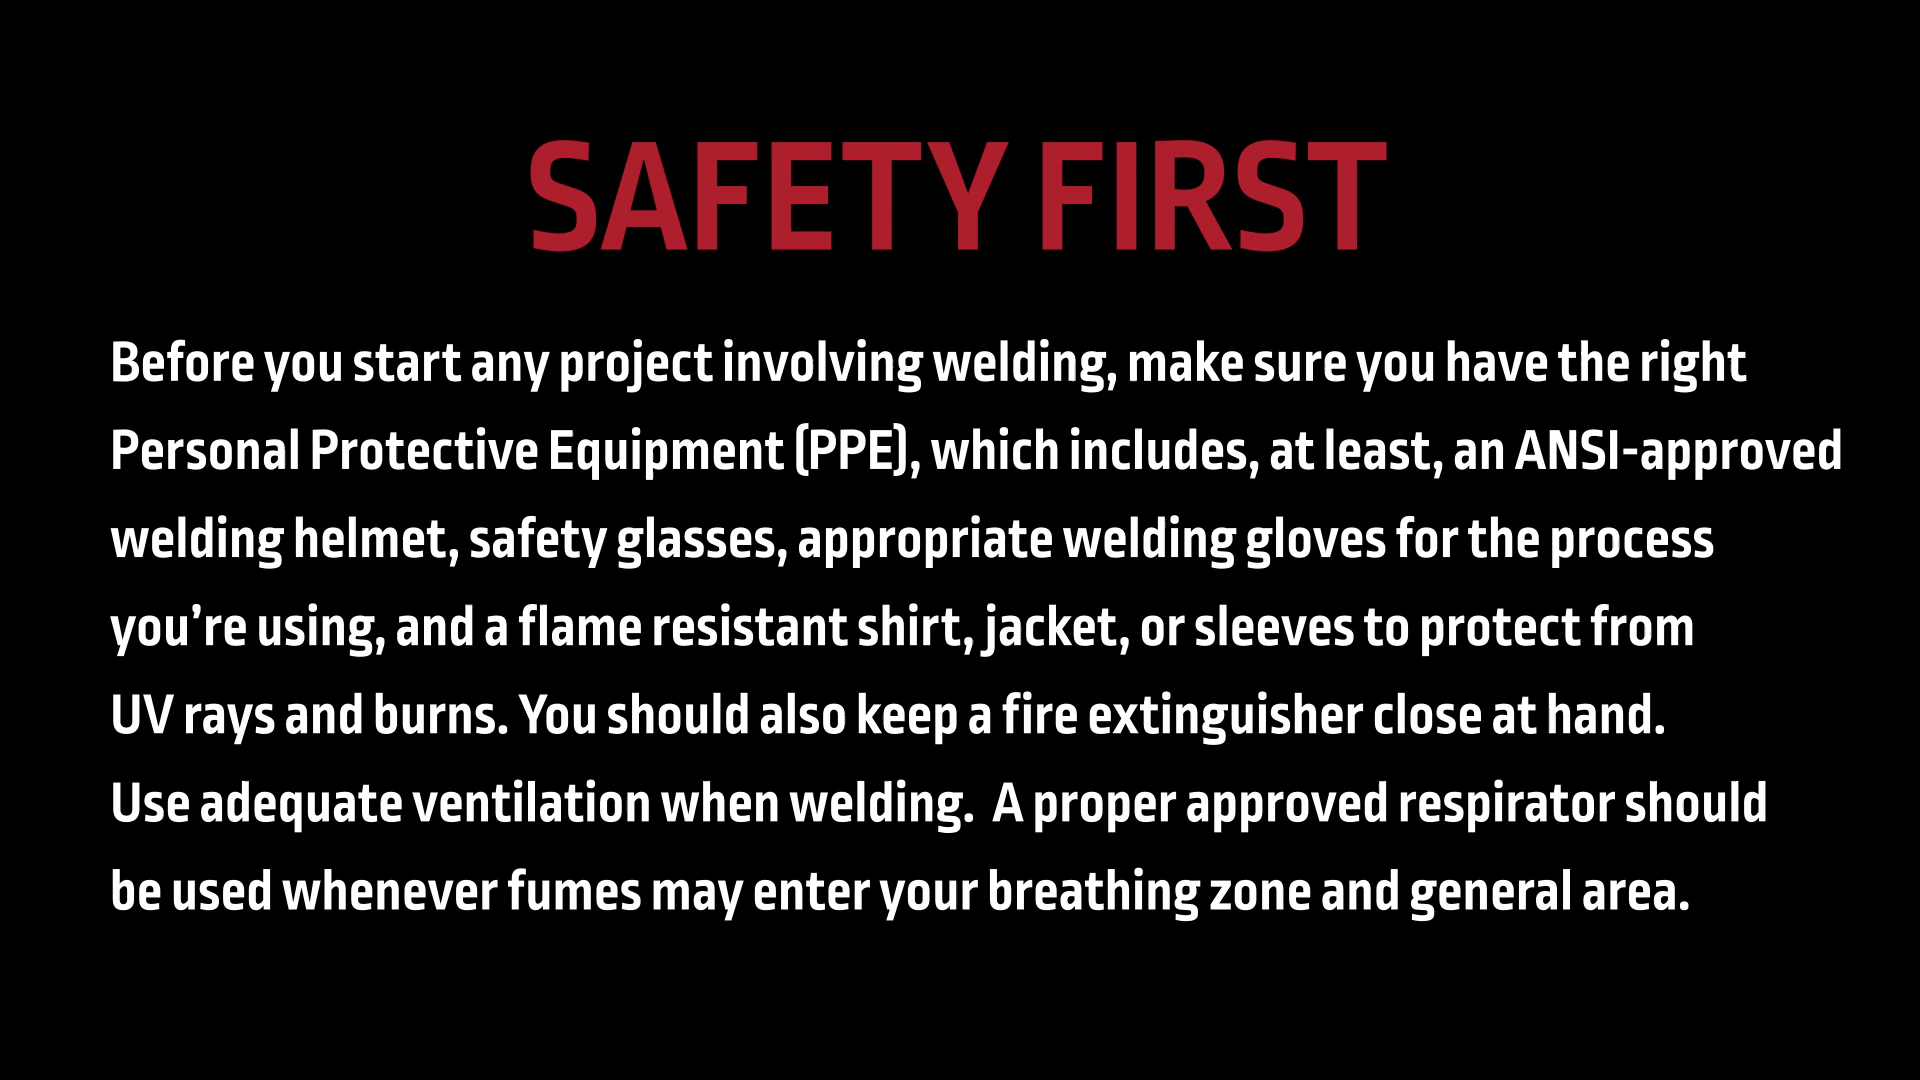 SAFETY FIRST
Before you start any project involving welding, make sure you have the right
Personal Protective Equipment (PPE), which includes, at least, an ANSI-approved
welding helmet, safety glasses, appropriate welding gloves for the process
you’re using, and a flame resistant shirt, jacket, or sleeves to protect from
UV rays and burns. You should also keep a fire extinguisher close at hand.
Use adequate ventilation when welding.  A proper approved respirator should
be used whenever fumes may enter your breathing zone and general area.